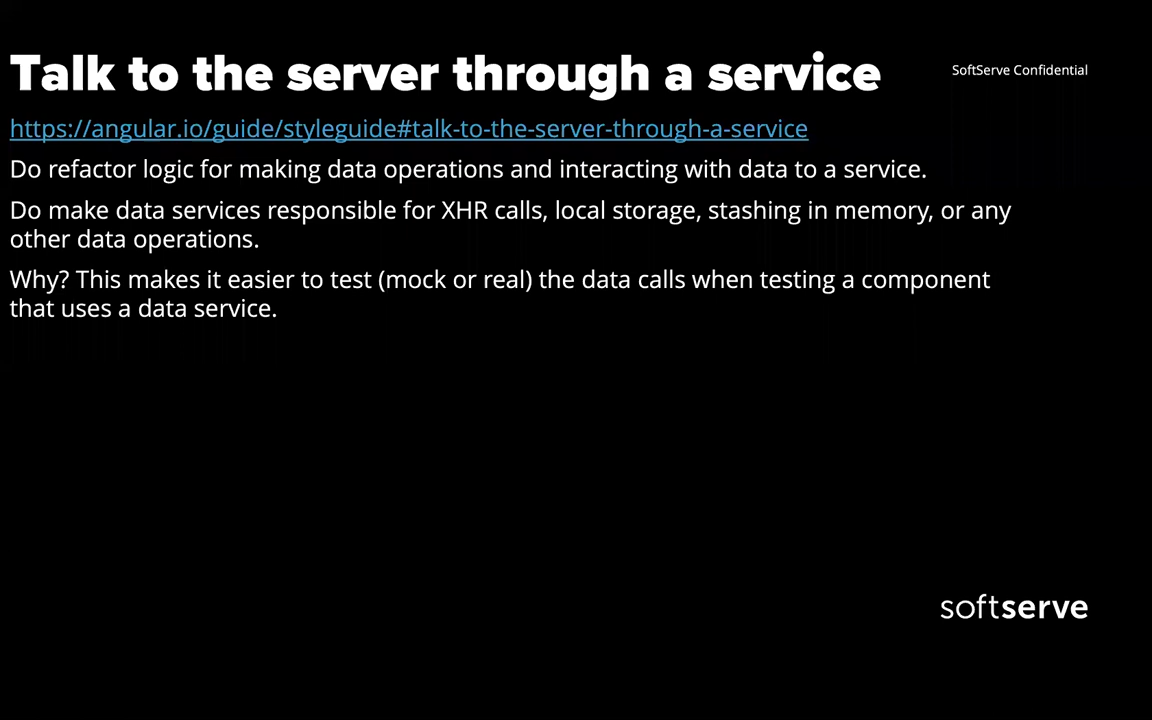 Talk to the server through a service
SoftServe Confidential
https://angular.io/guide/styleguide#talk-to-the-server-through-a-service
Do refactor logic for making data operations and interacting with data to a service.
Do make data services responsible for XHR calls, local storage, stashing in memory, or any
other data operations.
Why? This makes it easier to test (mock or real) the data calls when testing a component
that uses a data service.
softserve